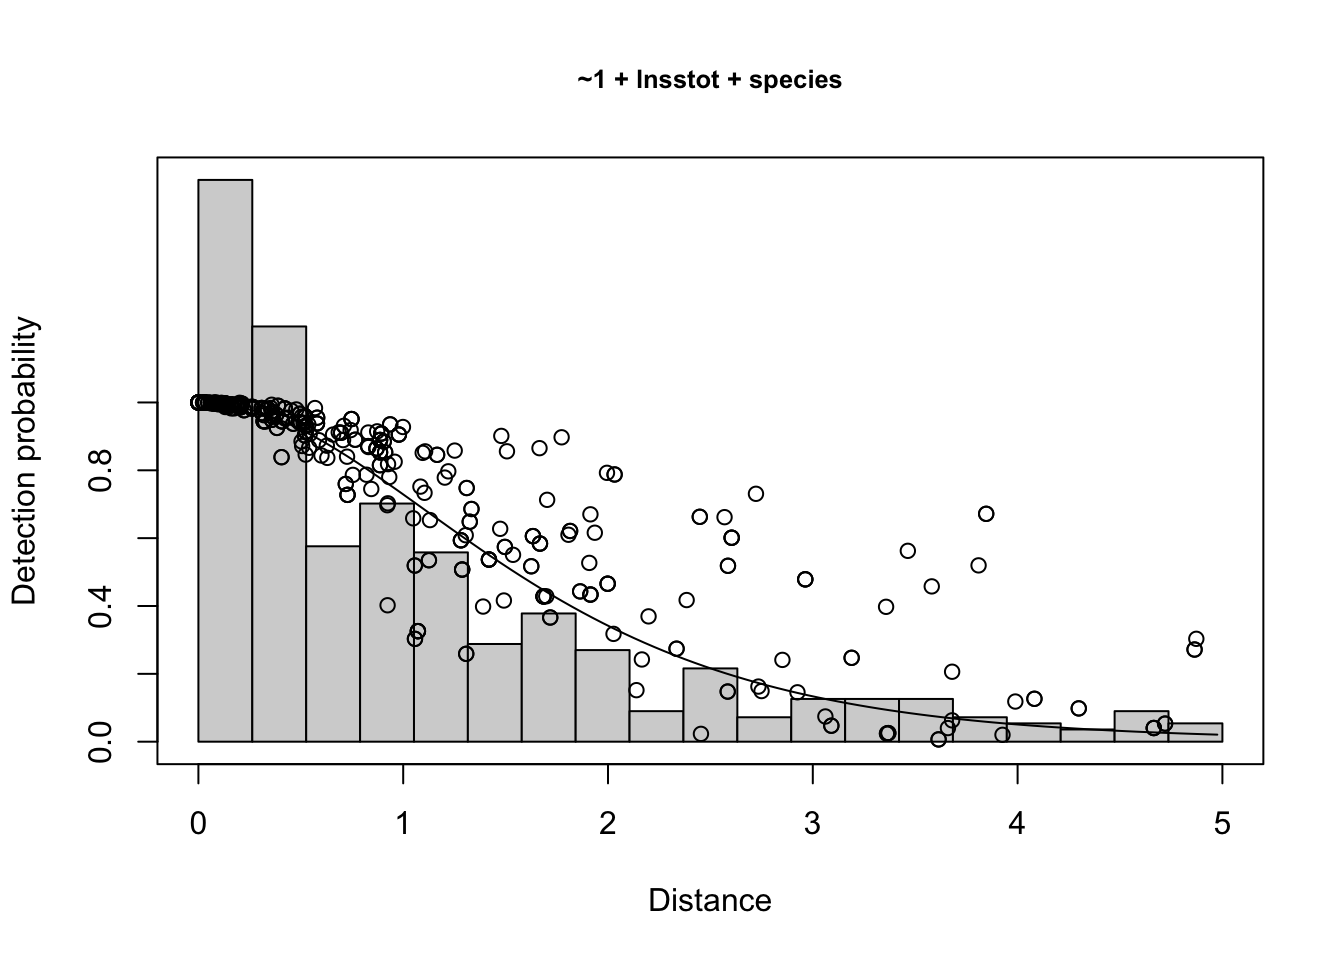 ~1 + lnsstot + species
Detection probability
0.8
0.4
0.0
0 1 2 3 4 5
Distance